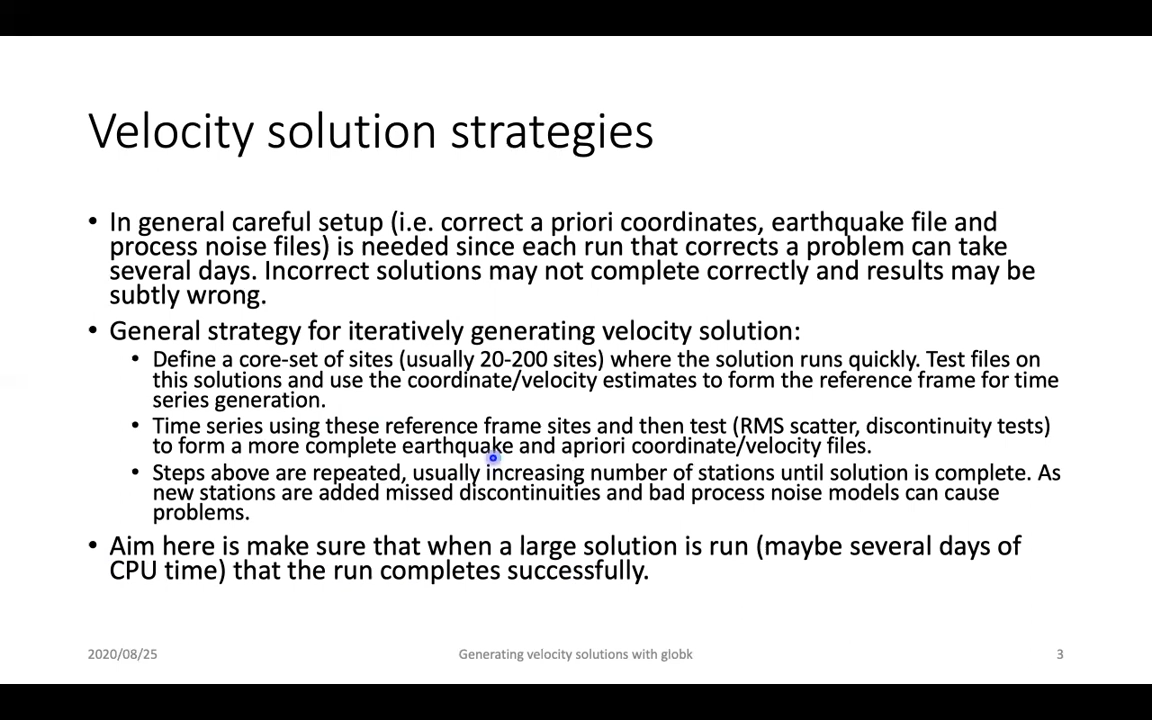 Velocity solution strategies
• In general careful setup (i.e. correct a priori coordinates, earthquake file and
process noise files) is needed since each run that corrects a problem can take
several days. Incorrect solutions may not complete correctly and results may be
subtly wrong.
• General strategy for iteratively generating velocity solution:
• Define a core-set of sites (usually 20-200 sites) where the solution runs quickly. Test files on
this solutions and use the coordinate/velocity estimates to form the reference frame for time
series generation.
• Time series using these reference frame sites and then test (RMS scatter, discontinuity tests)
to form a more complete earthquake and apriori coordinate/velocity files.
• Steps above are repeated, usually increasing number of stations until solution is complete. As
new stations are added missed discontinuities and bad process noise models can cause
problems.
• Aim here is make sure that when a large solution is run (maybe several days of
CPU time) that the run completes successfully.
2020/08/25
Generating velocity solutions with globk
3